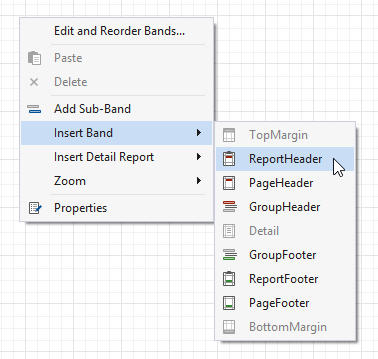 Edit and Reorder Bands...
Paste
Delete
Add Sub-Band
Insert Band
Insert Detail Report
Zoom
Properties
TopMargin
ReportHeader
PageHeader
GroupHeader
Detail
GroupFooter
ReportFooter
PageFooter
BottomMargin